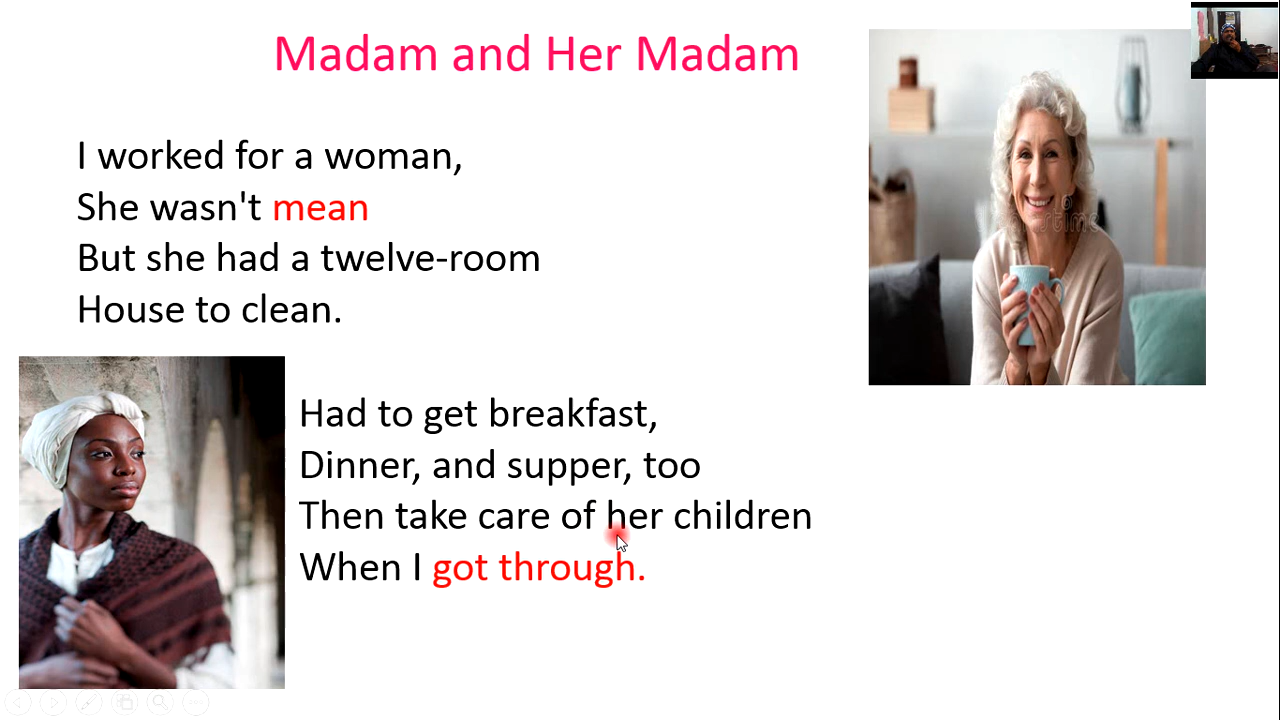 Madam and Her Madam
I worked for a woman,
She wasn't mean
But she had a twelve-room
House to clean.
Had to get breakfast,
Dinner, and supper, too
Then take care of her children
When I got through.